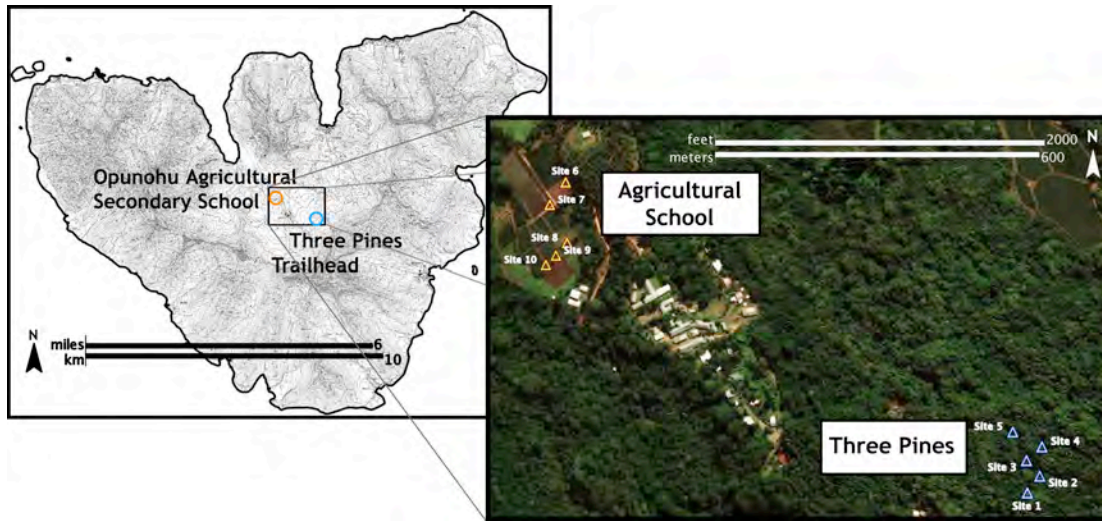 Opunohu Agricultural
Secondary School
Three Pines
Trailhead
N
miles
6
km
10
feet
2000
meters
600
N
Site 6
Agricultural
School
Site 7
Site 8
Site 9
Site 10
Three Pines
Site 5
Site 4
Site 3
Site 2
Site 1